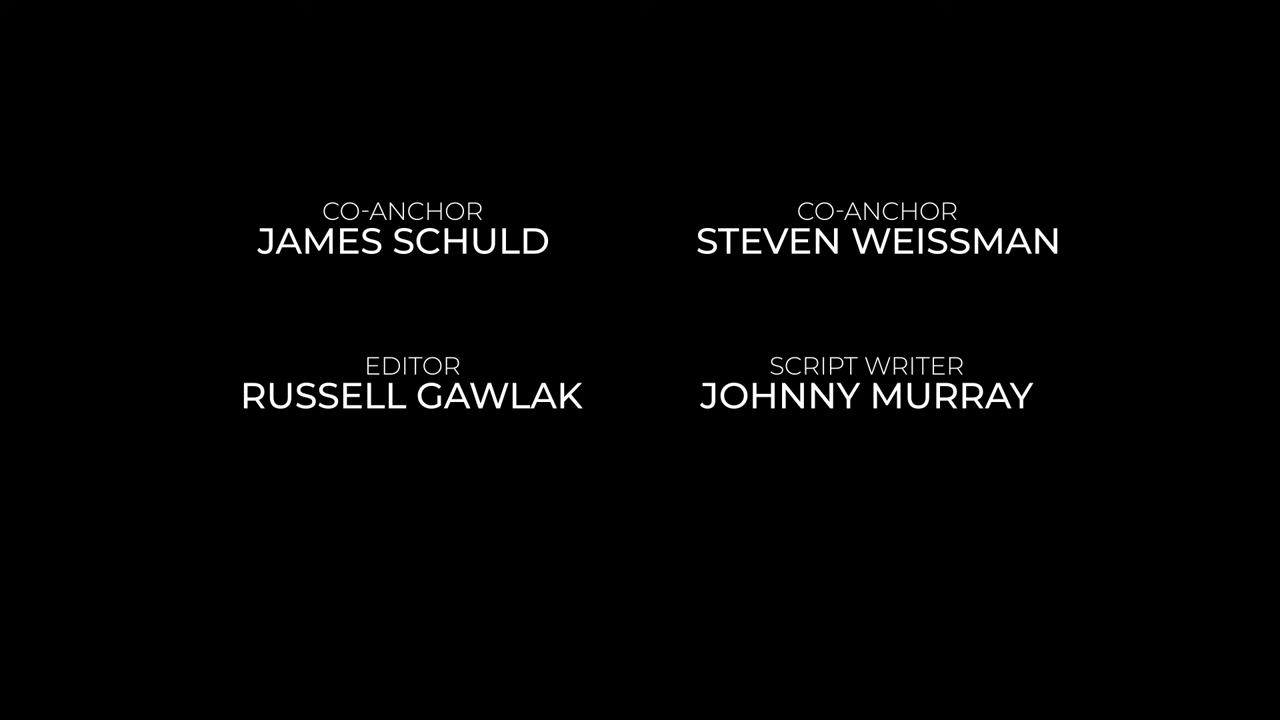 CO-ANCHOR
JAMES SCHULD
CO-ANCHOR
STEVEN WEISSMAN
EDITOR
RUSSELL GAWLAK
SCRIPT WRITER
JOHNNY MURRAY